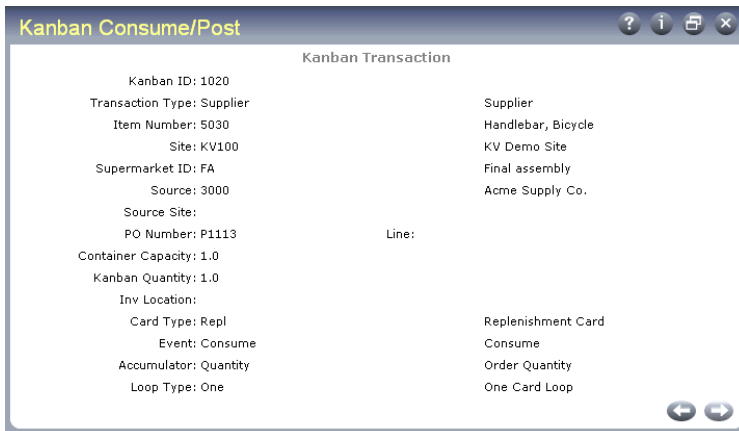 Kanban Consume/Post
Kanban Transaction
Kanban ID: 1020
Transaction Type: Supplier Supplier
Item Number: 5030 Handlebar, Bicycle
Site: KV100 KV Demo Site
Supermarket ID: FA Final assembly
Source: 3000 Acme Supply Co.
Source Site:
PO Number: P1113 Line:
Container Capacity: 1.0
Kanban Quantity: 1.0
Inv Location:
Card Type: Repl Replenishment Card
Event: Consume Consume
Accumulator: Quantity Order Quantity
Loop Type: One One Card Loop